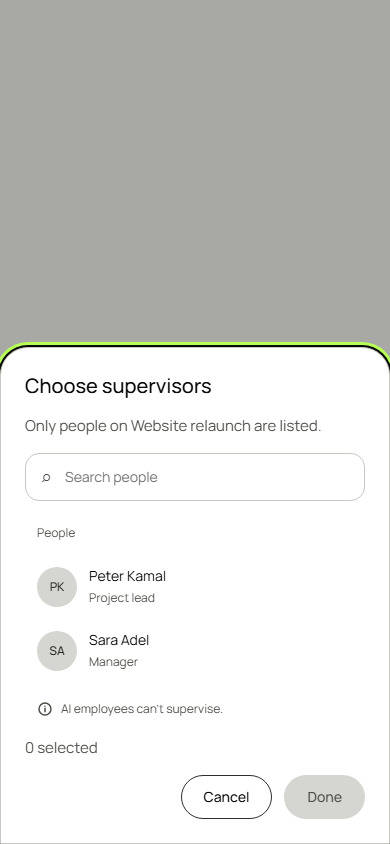 Choose supervisors
Only people on Website relaunch are listed.
Search people
People
PK
Peter Kamal
Project lead
SA
Sara Adel
Manager
AI employees can't supervise.
0 selected
Cancel
Done